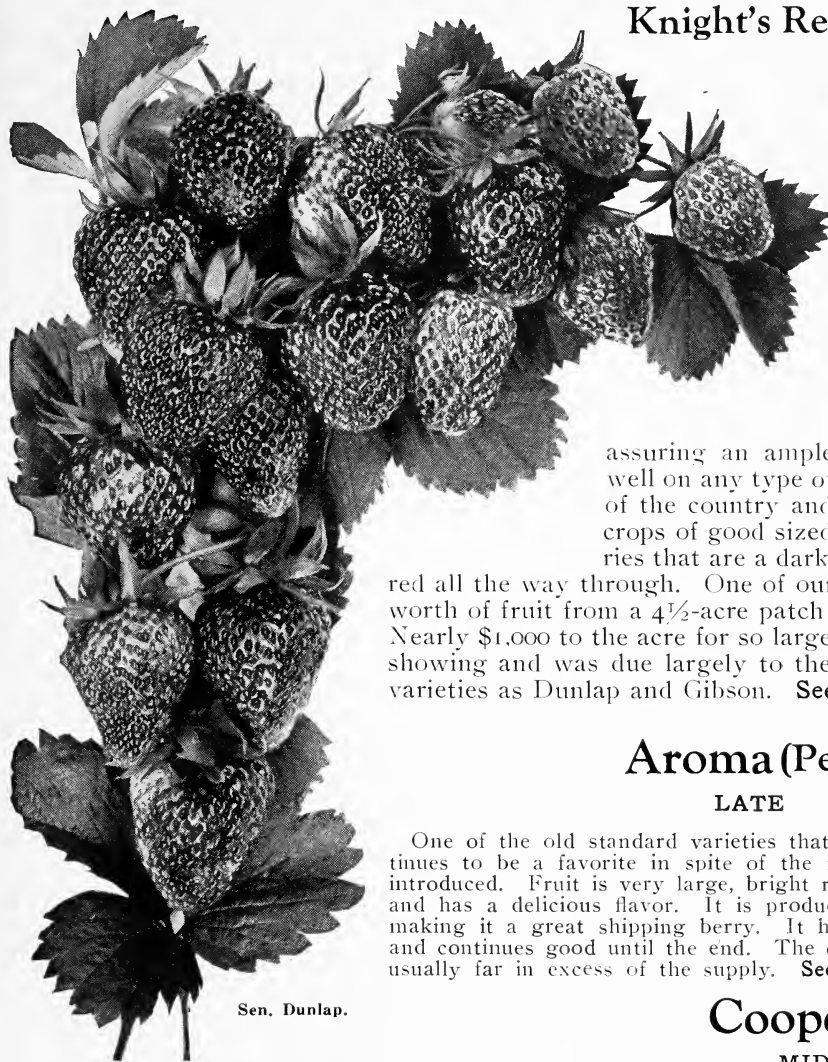 Knight's Re
assuring an ample
well on any type o
of the country and
crops of good sized
ries that are a dark
red all the way through. One of our
worth of fruit from a 4½-acre patch
Nearly $1,000 to the acre for so large
showing and was due largely to the
varieties as Dunlap and Gibson. See
Aroma (Pe
LATE
One of the old standard varieties that
tinues to be a favorite in spite of the
introduced. Fruit is very large, bright r
and has a delicious flavor. It is produ
making it a great shipping berry. It h
and continues good until the end. The
usually far in excess of the supply. See
Sen. Dunlap.
Coope
MID